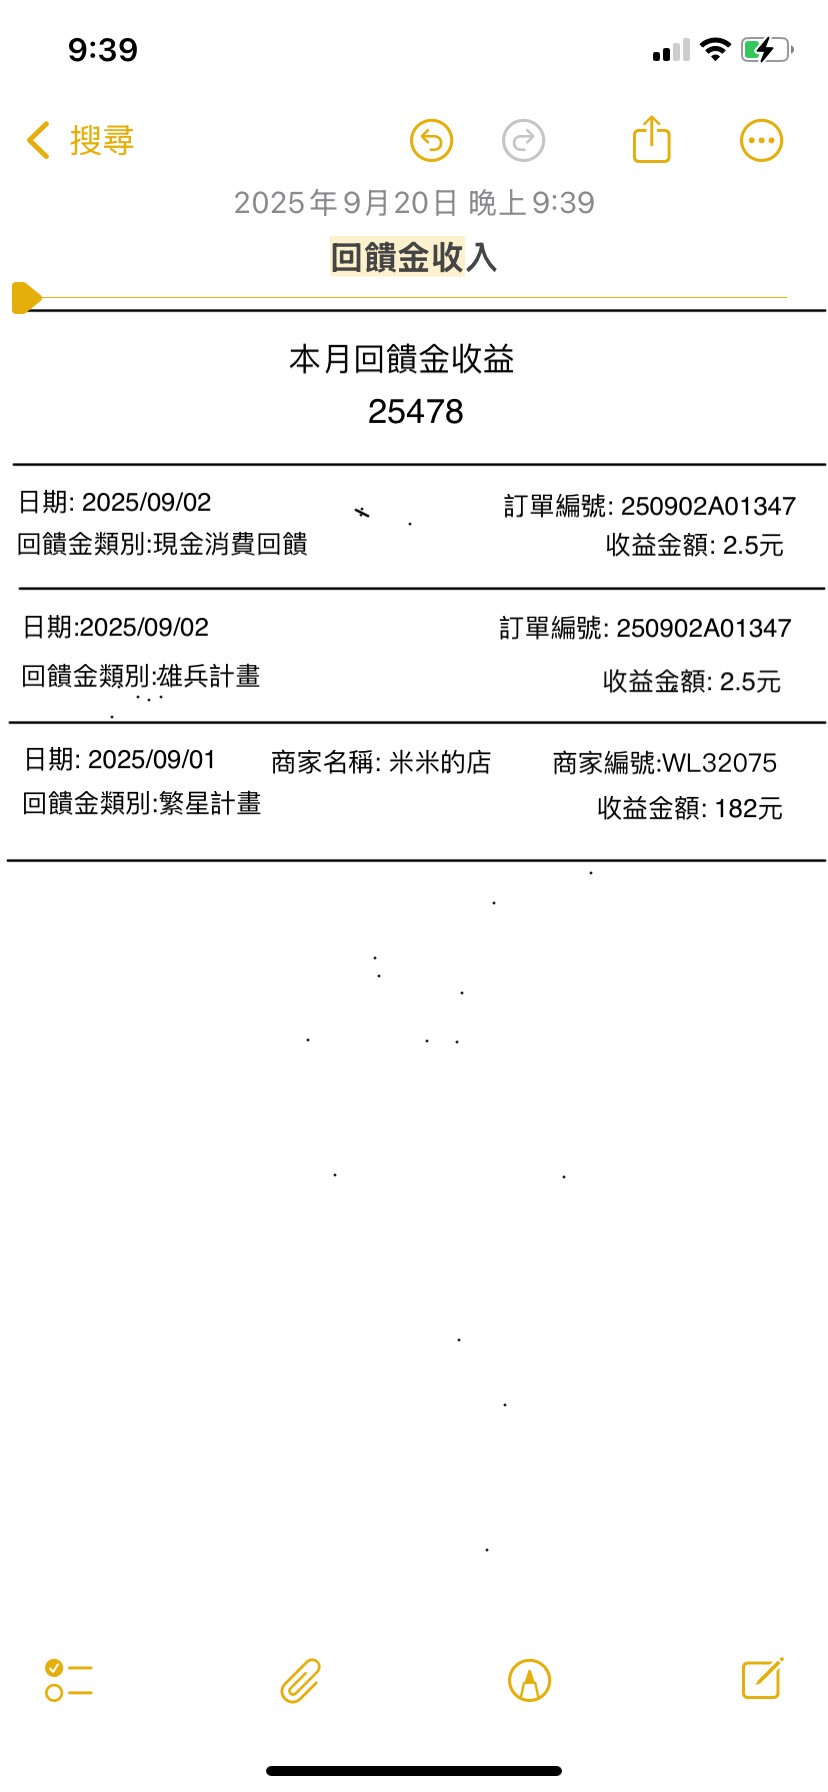 9:39
搜尋
2025年9月20日 晚上9:39
回饋金收入
本月回饋金收益
25478
日期: 2025/09/02 訂單編號: 250902A01347
回饋金類別:現金消費回饋 收益金額: 2.5元
日期:2025/09/02 訂單編號: 250902A01347
回饋金類別:雄兵計畫 收益金額: 2.5元
日期: 2025/09/01 商家名稱: 米米的店 商家編號:WL32075
回饋金類別:繁星計畫 收益金額: 182元